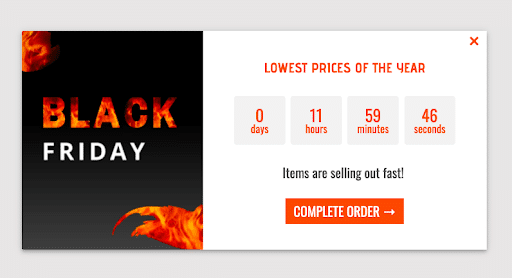 BLACK
FRIDAY
LOWEST PRICES OF THE YEAR
0 11 59 46
days hours minutes seconds
Items are selling out fast!
COMPLETE ORDER →